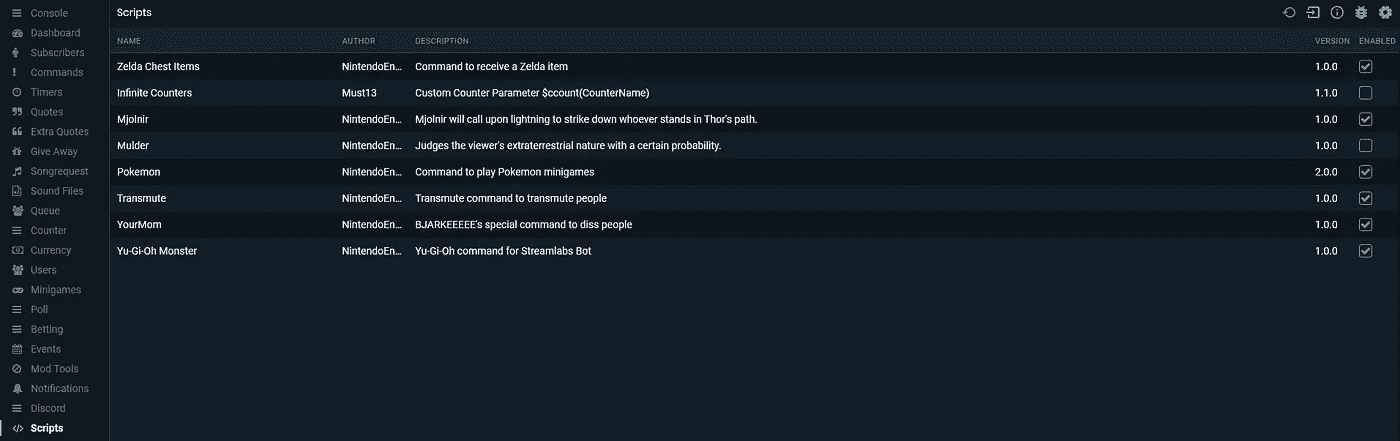 Console
Dashboard
Subscribers
Commands
Timers
Quotes
Extra Quotes
Give Away
Songrequest
Sound Files
Queue
Counter
Currency
Users
Minigames
Poll
Betting
Events
Mod Tools
Notifications
Discord
Scripts
Scripts
NAME AUTHOR DESCRIPTION VERSION ENABLED
Zelda Chest Items NintendoEn... Command to receive a Zelda item 1.0.0
Infinite Counters Must13 Custom Counter Parameter $ccount(CounterName) 1.1.0
Mjolnir NintendoEn... Mjolnir will call upon lightning to strike down whoever stands in Thor's path. 1.0.0
Mulder NintendoEn... Judges the viewer's extraterrestrial nature with a certain probability. 1.0.0
Pokemon NintendoEn... Command to play Pokemon minigames 2.0.0
Transmute NintendoEn... Transmute command to transmute people 1.0.0
YourMom NintendoEn... BJARKEEEEE's special command to diss people 1.0.0
Yu-Gi-Oh Monster NintendoEn... Yu-Gi-Oh command for Streamlabs Bot 1.0.0